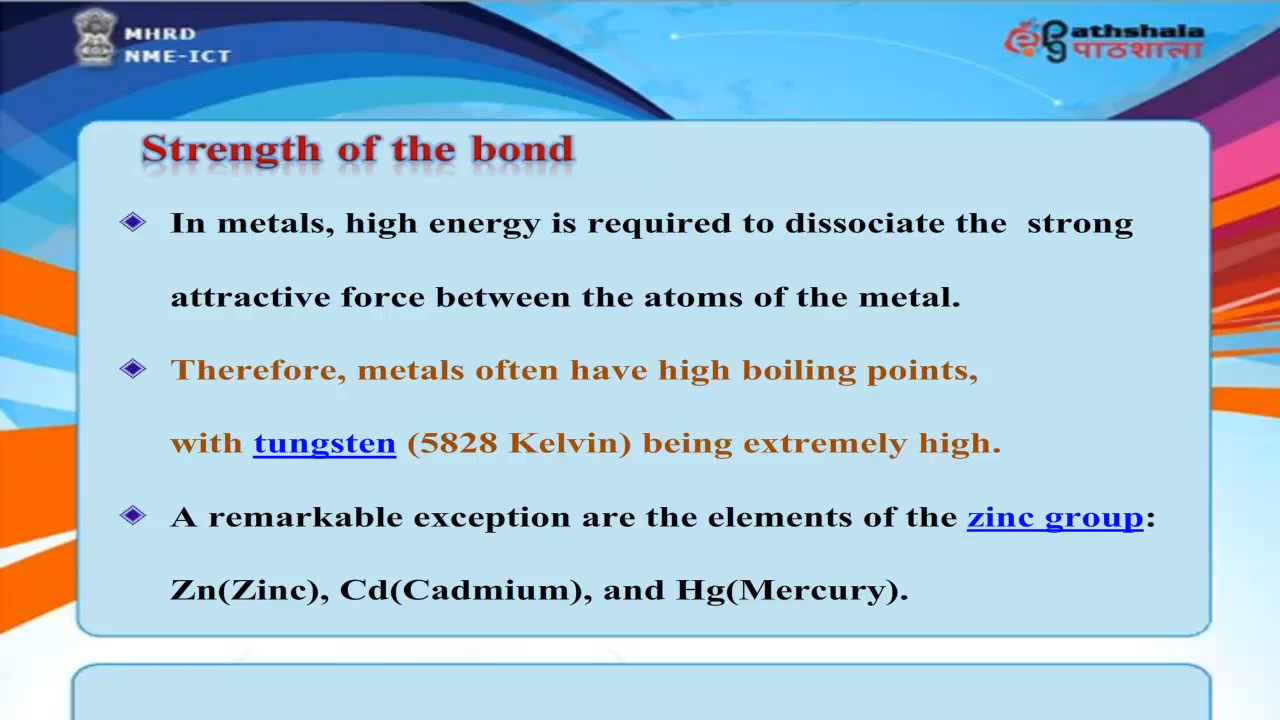 MHRD
NME-ICT
athshala
पाठशाला
Strength of the bond
In metals, high energy is required to dissociate the strong
attractive force between the atoms of the metal.
Therefore, metals often have high boiling points,
with tungsten (5828 Kelvin) being extremely high.
A remarkable exception are the elements of the zinc group:
Zn(Zinc), Cd(Cadmium), and Hg(Mercury).